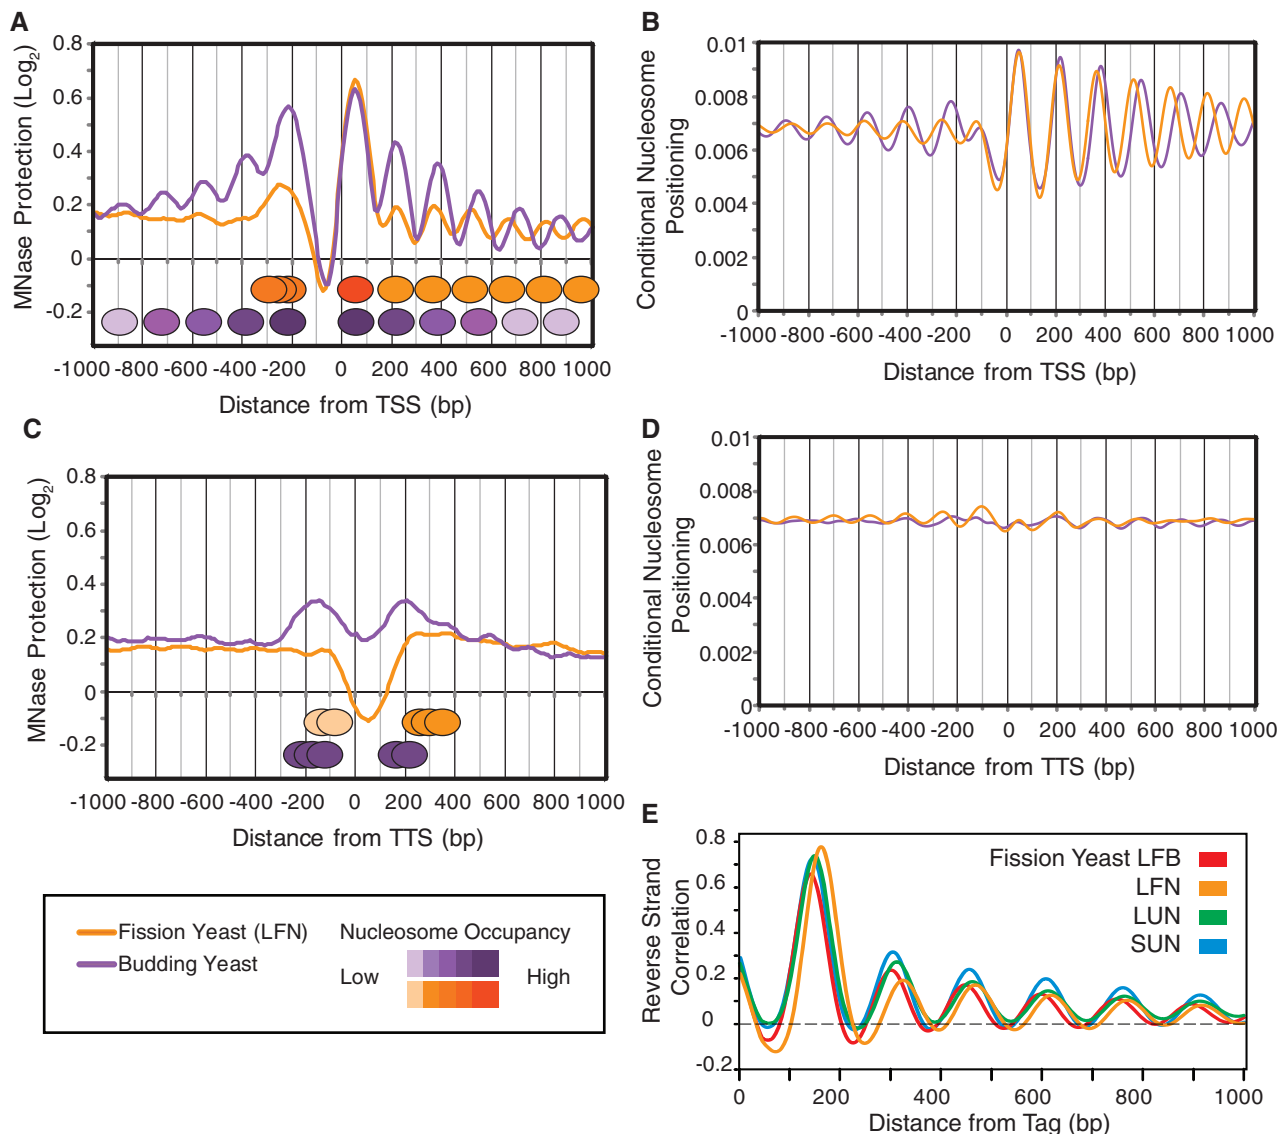 A
MNase Protection (Log2)
0.8
0.6
0.4
0.2
0
-0.2
-1000 -800 -600 -400 -200 0 200 400 600 800 1000
Distance from TSS (bp)
B
Conditional Nucleosome
Positioning
0.01
0.008
0.006
0.004
0.002
0
-1000 -800 -600 -400 -200 0 200 400 600 800 1000
Distance from TSS (bp)
C
MNase Protection (Log2)
0.8
0.6
0.4
0.2
0
-0.2
-1000 -800 -600 -400 -200 0 200 400 600 800 1000
Distance from TTS (bp)
D
Conditional Nucleosome
Positioning
0.01
0.008
0.006
0.004
0.002
0
-1000 -800 -600 -400 -200 0 200 400 600 800 1000
Distance from TTS (bp)
Fission Yeast (LFN)
Budding Yeast
Nucleosome Occupancy
Low High
E
Reverse Strand
Correlation
0.8
0.6
0.4
0.2
0
-0.2
Fission Yeast LFB
LFN
LUN
SUN
0 200 400 600 800 1000
Distance from Tag (bp)